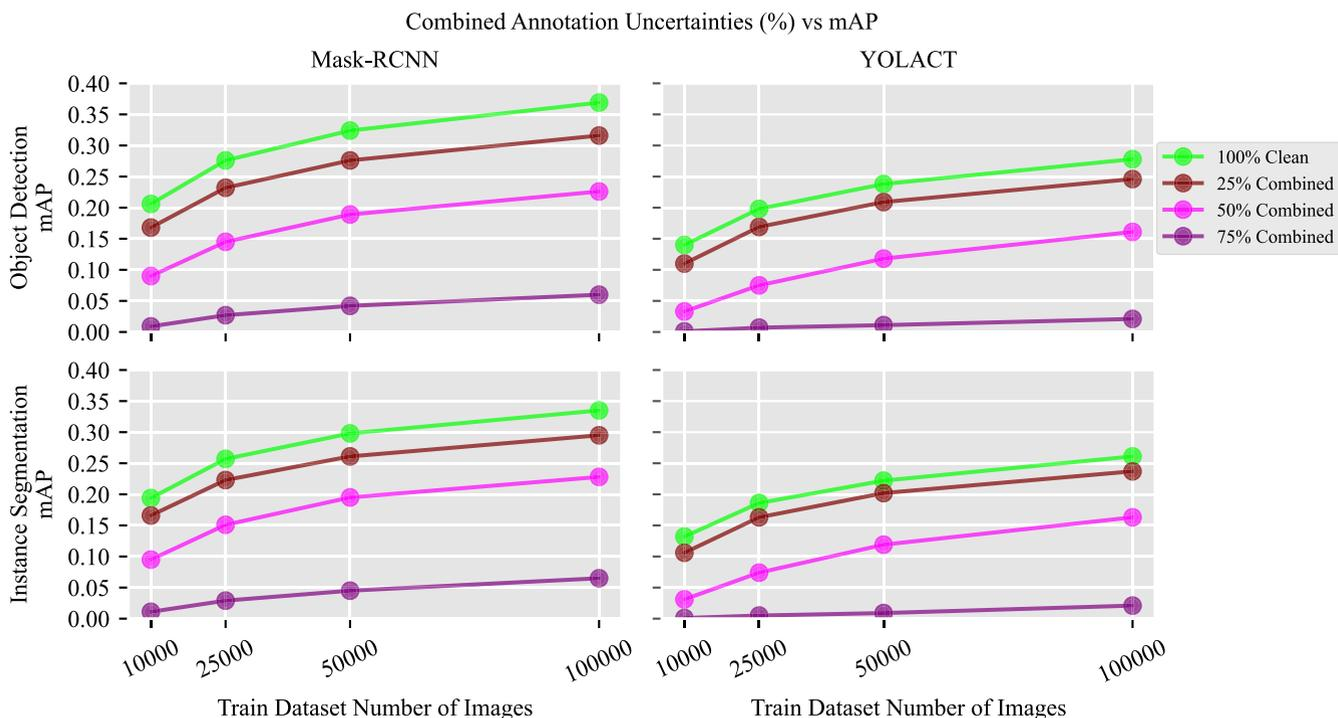 Combined Annotation Uncertainties (%) vs mAP
Mask-RCNN
YOLACT
Object Detection
mAP
0.40
0.35
0.30
0.25
0.20
0.15
0.10
0.05
0.00
100% Clean
25% Combined
50% Combined
75% Combined
Instance Segmentation
mAP
0.40
0.35
0.30
0.25
0.20
0.15
0.10
0.05
0.00
10000 25000 50000 100000
10000 25000 50000 100000
Train Dataset Number of Images
Train Dataset Number of Images